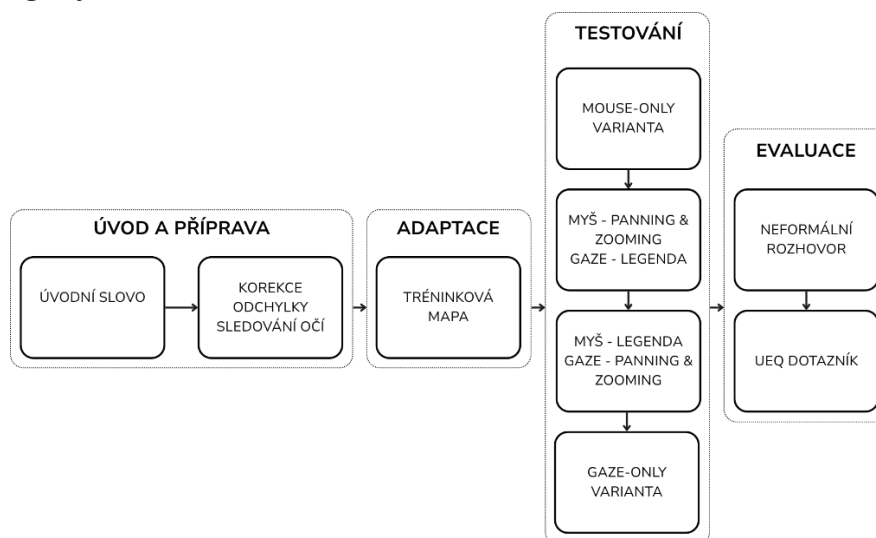 ÚVOD A PŘÍPRAVA
ÚVODNÍ SLOVO
KOREKCE
ODCHYLKY
SLEDOVÁNÍ OČÍ
ADAPTACE
TRÉNINKOVÁ
MAPA
TESTOVÁNÍ
MOUSE-ONLY
VARIANTA
MYŠ - PANNING &
ZOOMING
GAZE - LEGENDA
MYŠ - LEGENDA
GAZE - PANNING &
ZOOMING
GAZE-ONLY
VARIANTA
EVALUACE
NEFORMÁLNÍ
ROZHOVOR
UEQ DOTAZNÍK